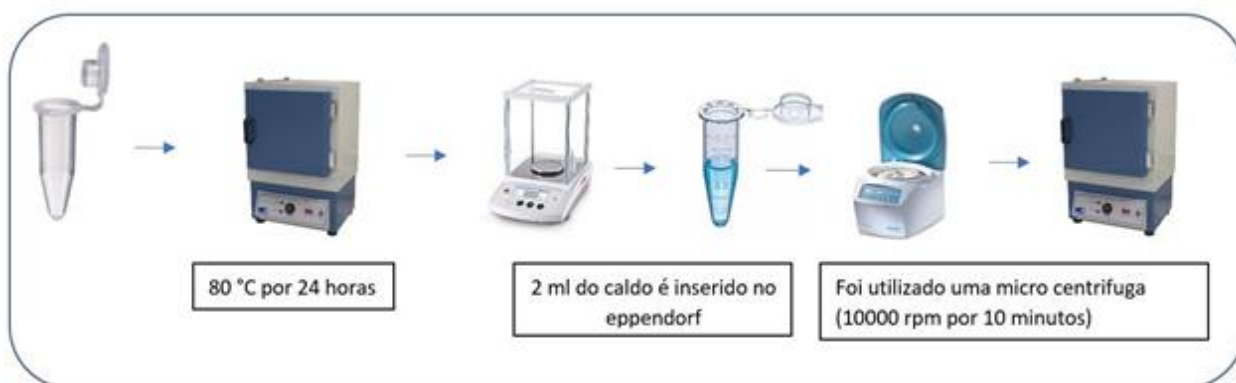 80 °C por 24 horas
2 ml do caldo é inserido no
eppendorf
Foi utilizado uma micro centrifuga
(10000 rpm por 10 minutos)